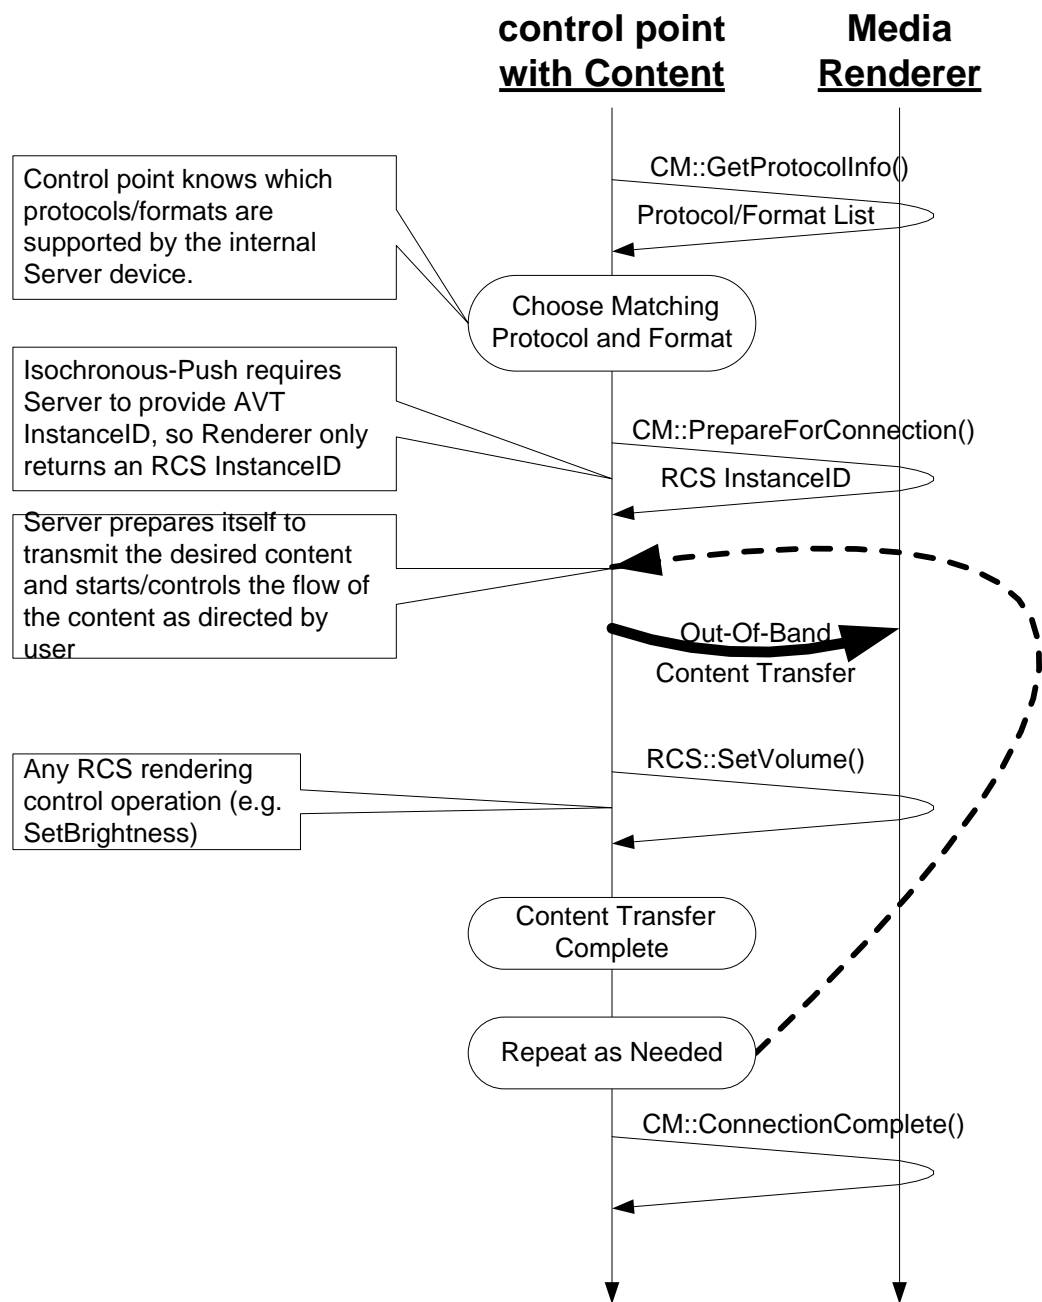 control point
with Content
Media
Renderer
CM::GetProtocolInfo()
Protocol/Format List
Control point knows which
protocols/formats are
supported by the internal
Server device.
Choose Matching
Protocol and Format
Isochronous-Push requires
Server to provide AVT
InstanceID, so Renderer only
returns an RCS InstanceID
CM::PrepareForConnection()
RCS InstanceID
Server prepares itself to
transmit the desired content
and starts/controls the flow of
the content as directed by
user
Out-Of-Band
Content Transfer
RCS::SetVolume()
Any RCS rendering
control operation (e.g.
SetBrightness)
Content Transfer
Complete
Repeat as Needed
CM::ConnectionComplete()